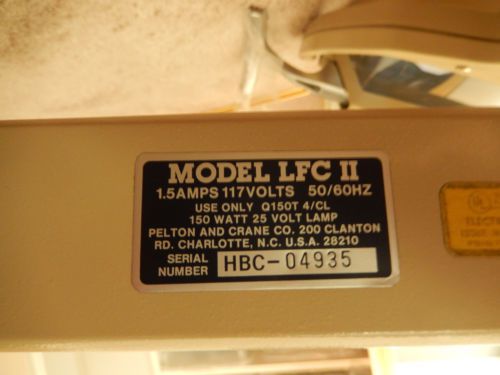 MODEL LFC II
1.5AMPS 117VOLTS 50/60HZ
USE ONLY Q150T 4/CL
150 WATT 25 VOLT LAMP
PELTON AND CRANE CO. 200 CLANTON
RD. CHARLOTTE, N.C. U.S.A. 28210
SERIAL
NUMBER HBC-04935
UL